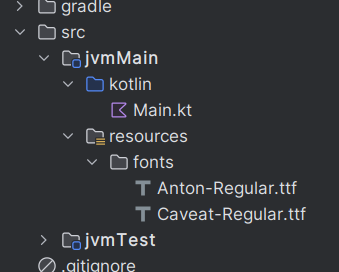 gradle
src
jvmMain
kotlin
Main.kt
resources
fonts
Anton-Regular.ttf
Caveat-Regular.ttf
jvmTest
.gitignore